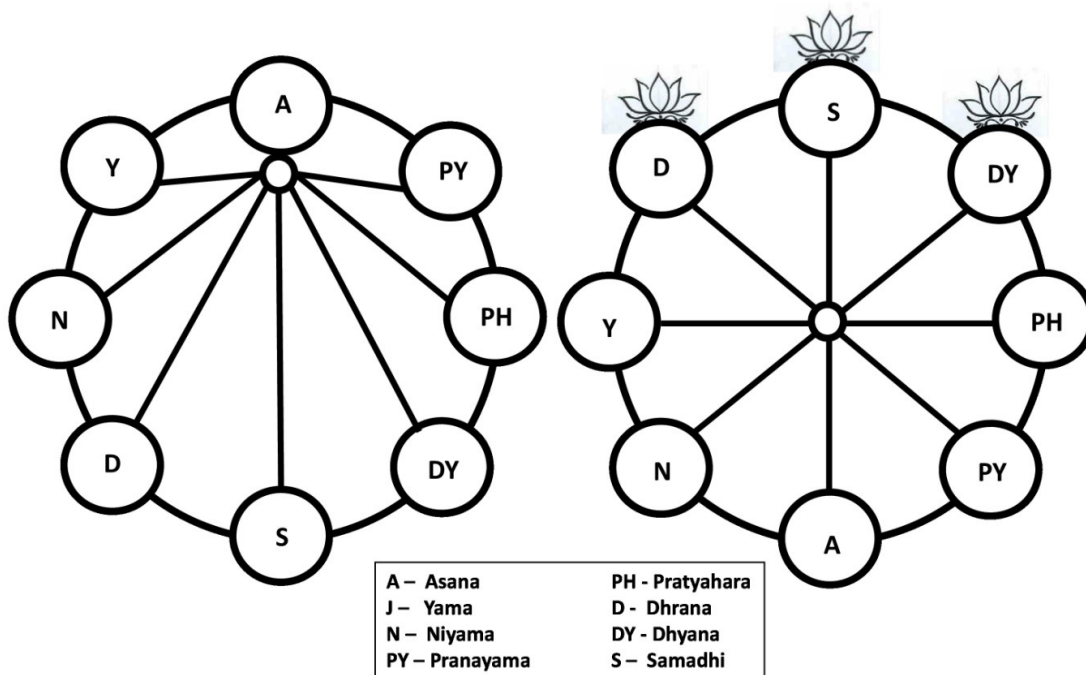 A
Y
PY
N
PH
D
DY
S
S
D
DY
Y
PH
N
PY
A
A – Asana
J – Yama
N – Niyama
PY – Pranayama
PH - Pratyahara
D - Dhrana
DY - Dhyana
S – Samadhi